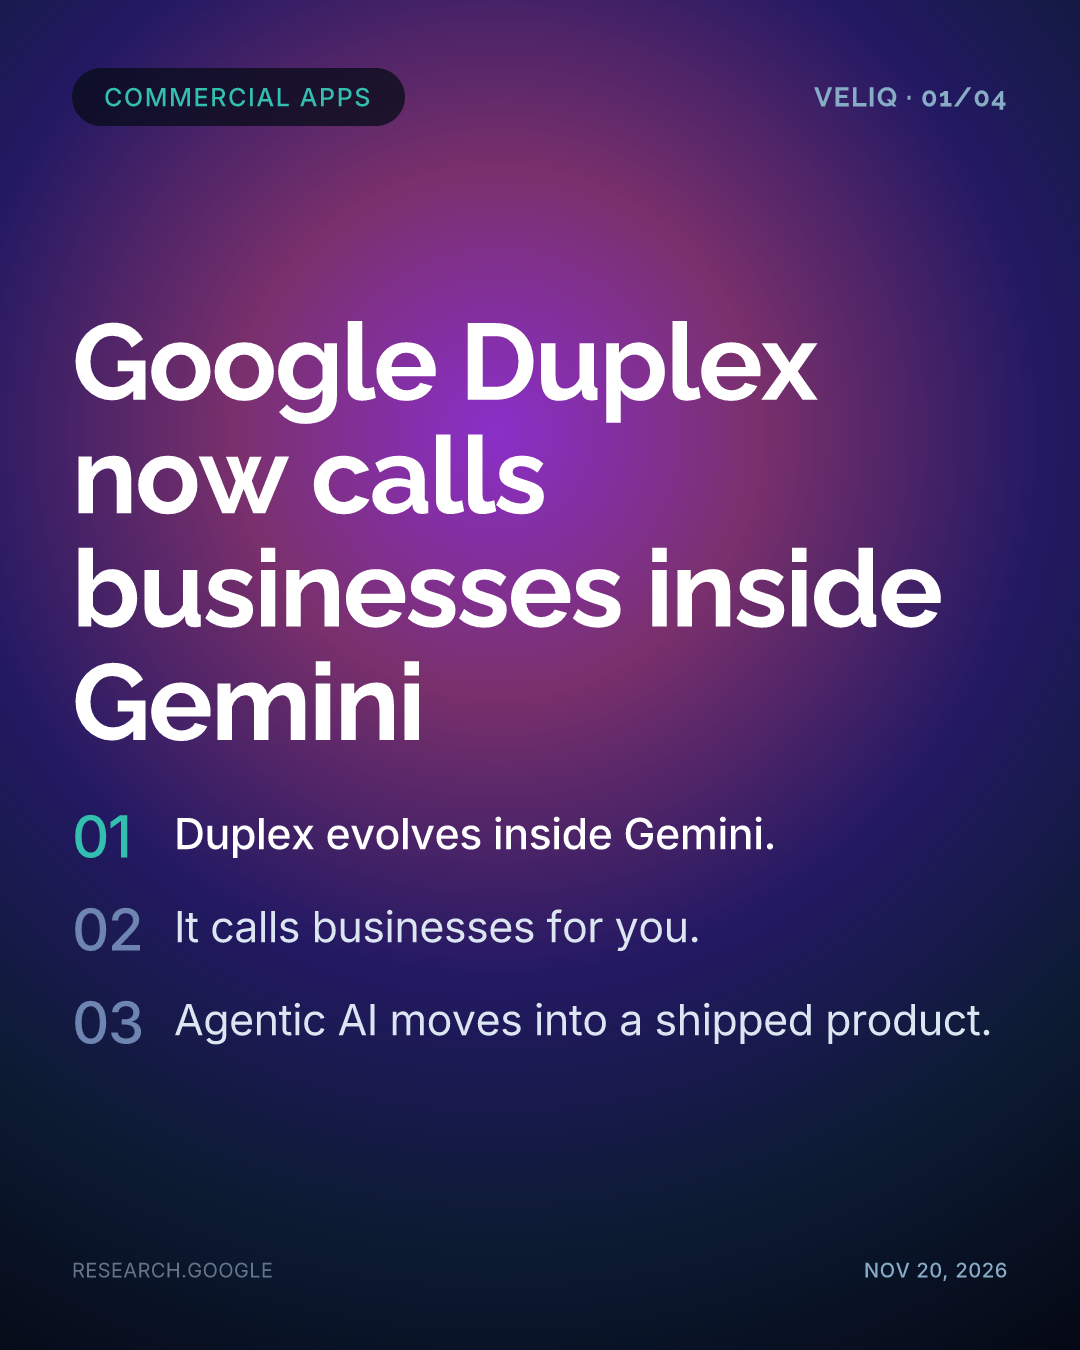 COMMERCIAL APPS
VELIQ · 01/04
Google Duplex
now calls
businesses inside
Gemini
01 Duplex evolves inside Gemini.
02 It calls businesses for you.
03 Agentic AI moves into a shipped product.
RESEARCH.GOOGLE
NOV 20, 2026